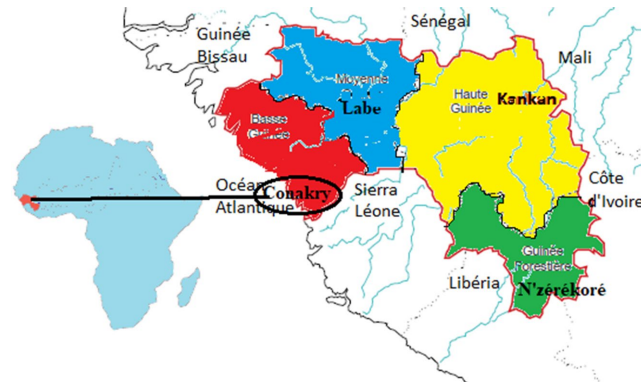 Guinée
Bissau
Sénégal
Mali
Moyenne
Labe
Haute
Guinée
Kankan
Basse
Guinée
Océan
Atlantique
Conakry
Sierra
Léone
Côte
d'Ivoire
Guinée
Forestière
Libéria
N'zérékoré